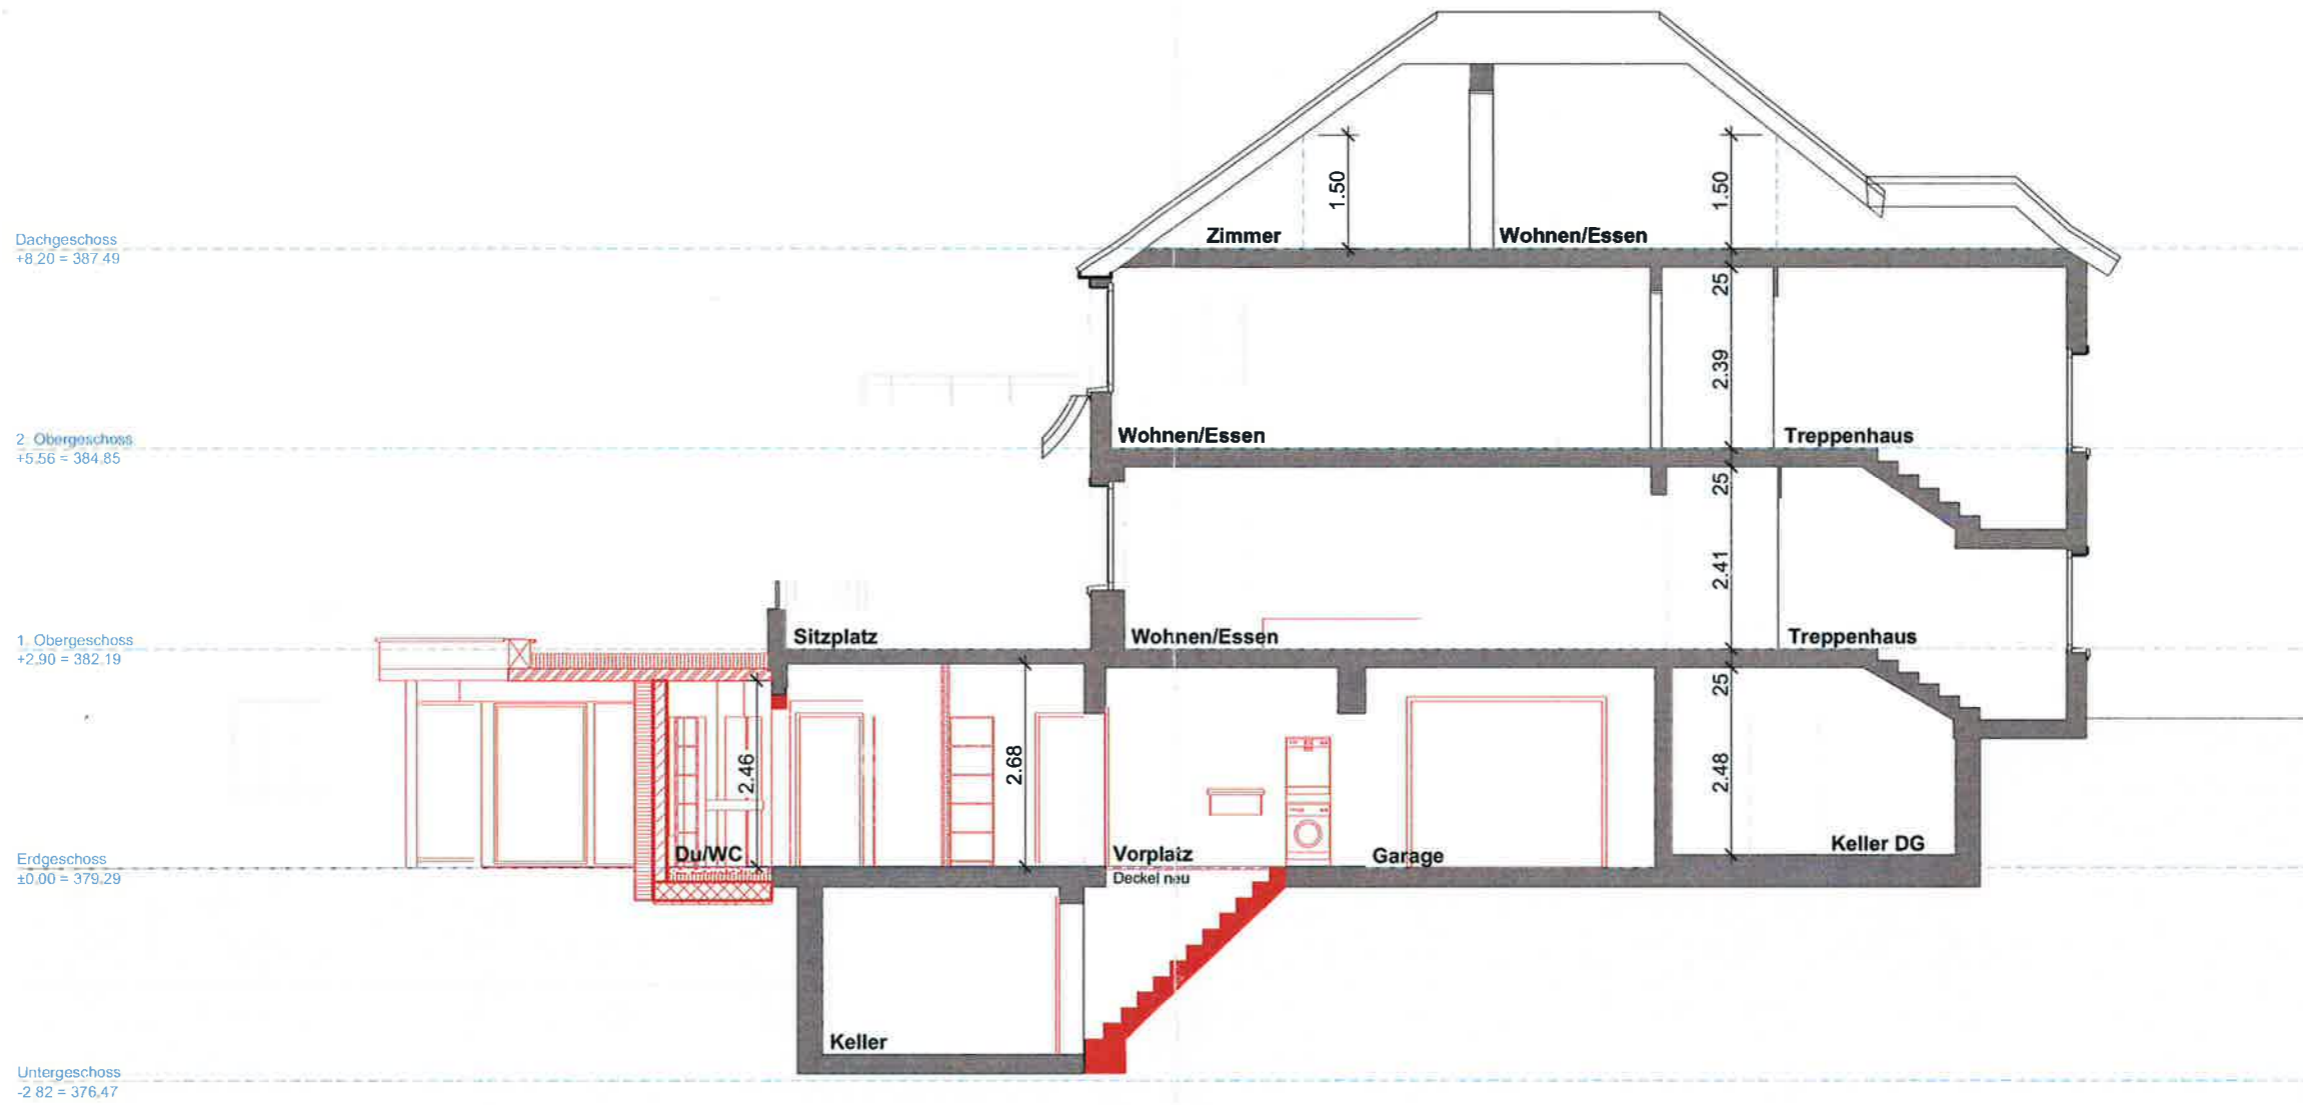 1.50
1.50
Zimmer
Wohnen/Essen
Dachgeschoss
+8,20 = 387.49
25
2.39
2. Obergeschoss
+5,56 = 384.85
Wohnen/Essen
Treppenhaus
25
2.41
1. Obergeschoss
+2,90 = 382.19
Sitzplatz
Wohnen/Essen
Treppenhaus
25
2.46
2.68
2.48
Du/WC
Vorplatz
Deckel neu
Garage
Keller DG
Erdgeschoss
±0,00 = 379.29
Keller
Untergeschoss
-2 82 = 376.47